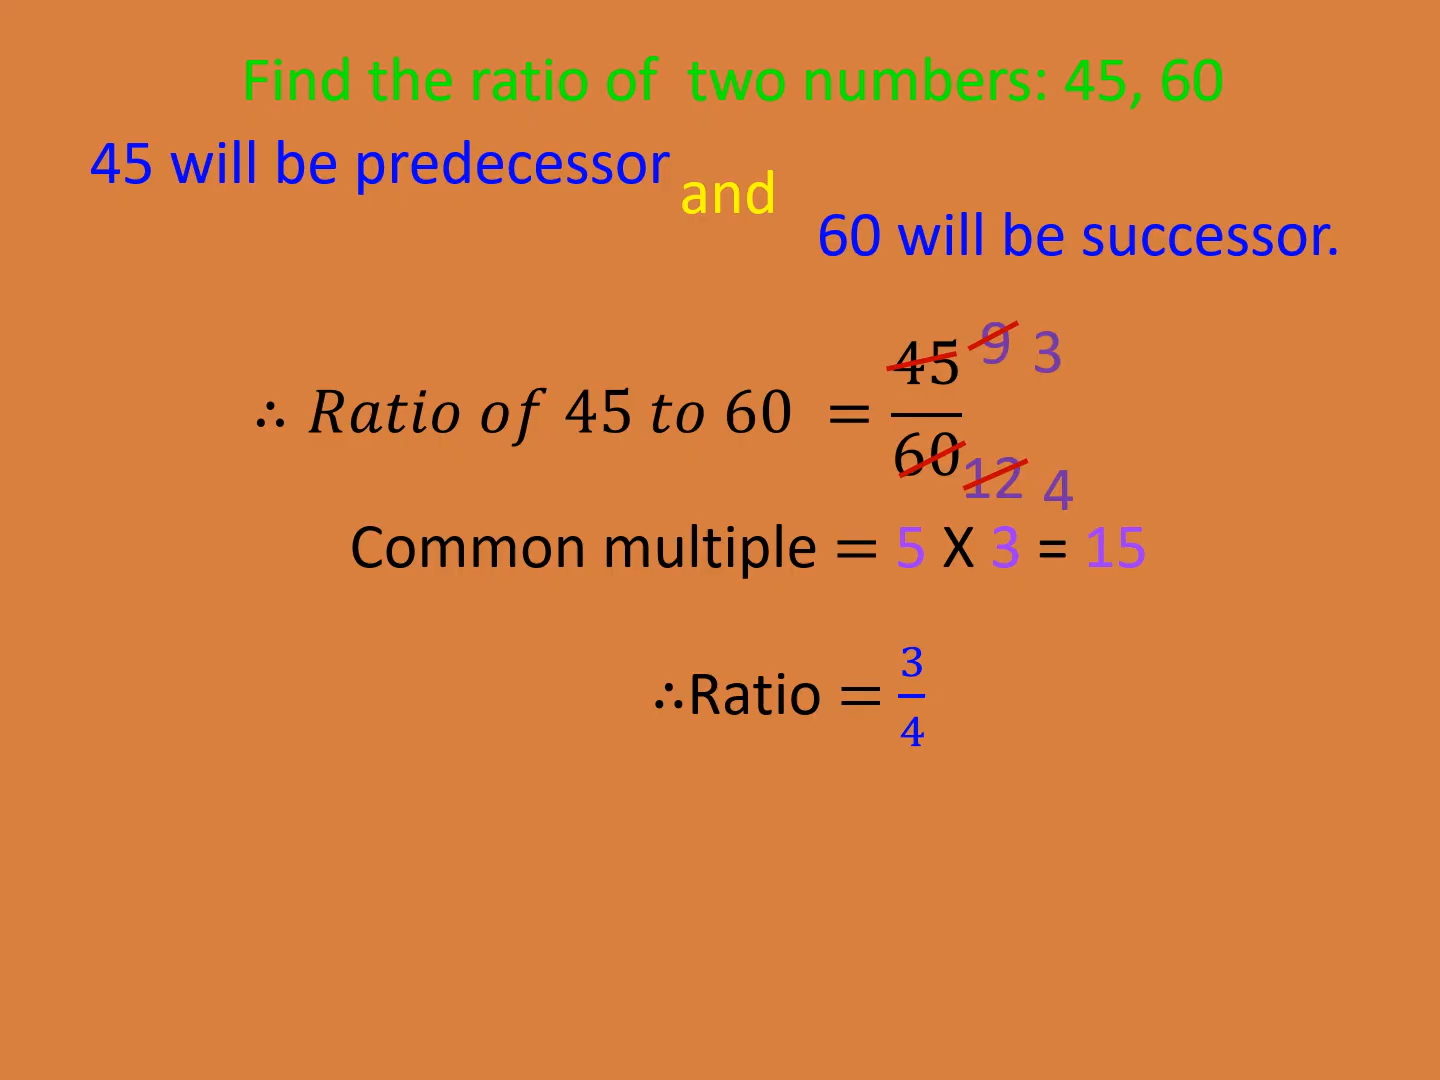 Find the ratio of two numbers: 45, 60
45 will be predecessor
and
60 will be successor.
∴ Ratio of 45 to 60 = 45/60 9 3 12 4
Common multiple = 5 X 3 = 15
∴Ratio = 3/4